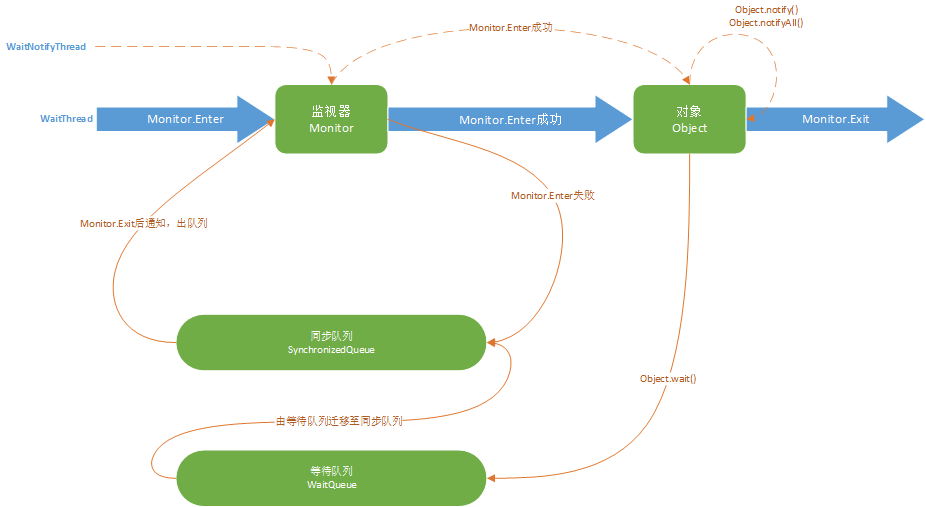 Object.notify()
Object.notifyAll()
Monitor.Enter成功
WaitNotifyThread
WaitThread
Monitor.Enter
监视器
Monitor
Monitor.Enter成功
对象
Object
Monitor.Exit
Monitor.Enter失败
Monitor.Exit后通知，出队列
同步队列
SynchronizedQueue
Object.wait()
由等待队列迁移至同步队列
等待队列
WaitQueue